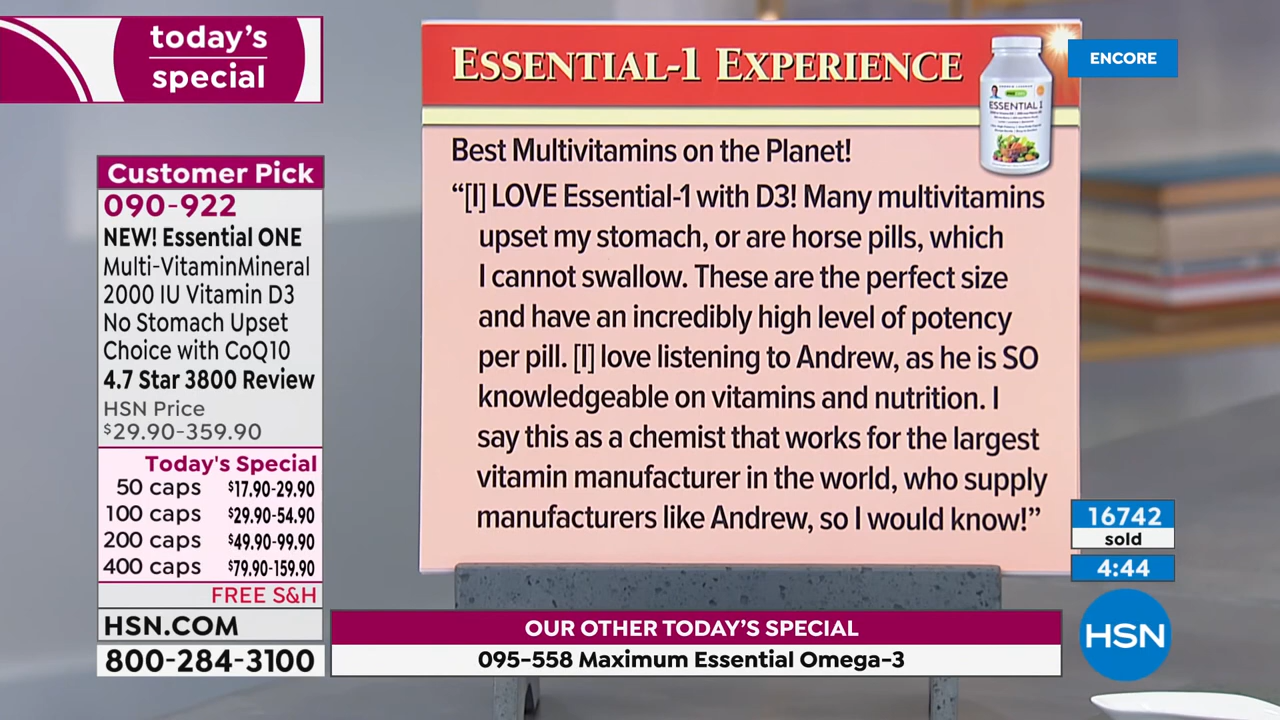 today's
special
ESSENTIAL-1 EXPERIENCE
ENCORE
ESSENTIAL 1
Best Multivitamins on the Planet!
“[I] LOVE Essential-1 with D3! Many multivitamins
upset my stomach, or are horse pills, which
I cannot swallow. These are the perfect size
and have an incredibly high level of potency
per pill. [I] love listening to Andrew, as he is SO
knowledgeable on vitamins and nutrition. I
say this as a chemist that works for the largest
vitamin manufacturer in the world, who supply
manufacturers like Andrew, so I would know!”
Customer Pick
090-922
NEW! Essential ONE
Multi-VitaminMineral
2000 IU Vitamin D3
No Stomach Upset
Choice with CoQ10
4.7 Star 3800 Review
HSN Price
$29.90-359.90
Today's Special
50 caps $17.90-29.90
100 caps $29.90-54.90
200 caps $49.90-99.90
400 caps $79.90-159.90
FREE S&H
HSN.COM
800-284-3100
16742
sold
4:44
HSN
OUR OTHER TODAY'S SPECIAL
095-558 Maximum Essential Omega-3